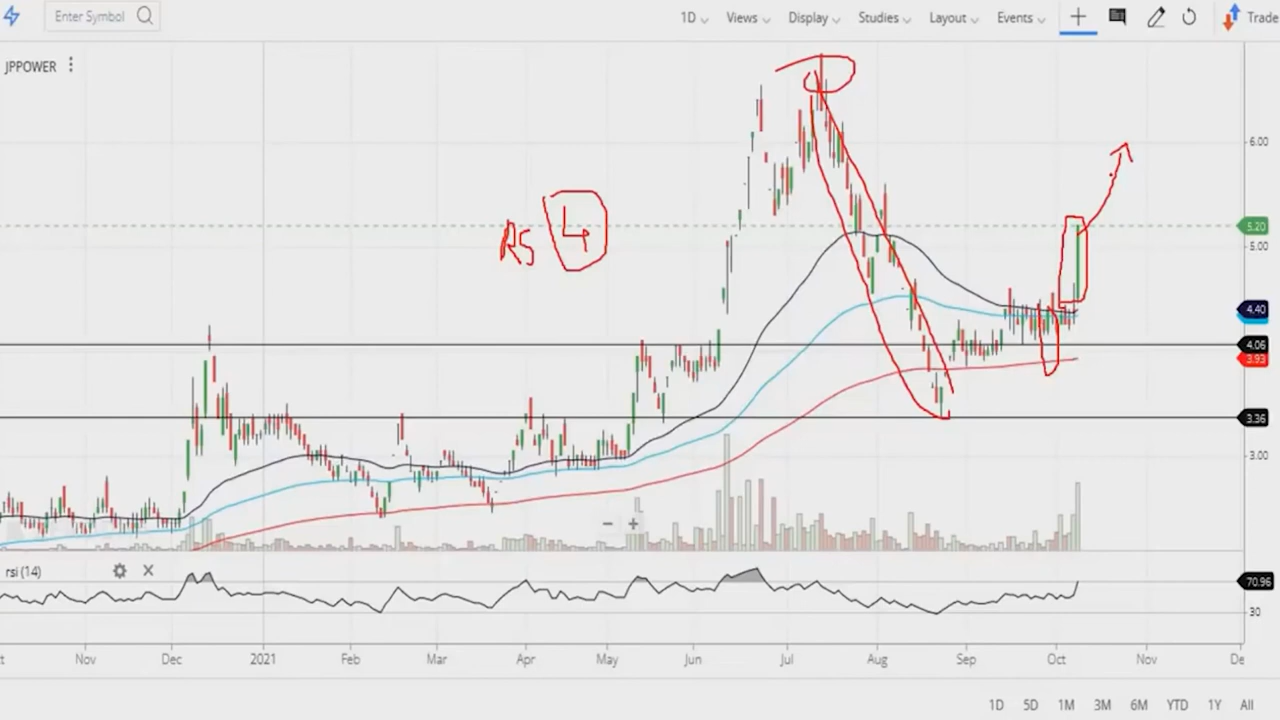 Enter Symbol 1D Views Display Studies Layout Events Trade
JPPOWER
6.00
RS 4
5.20
5.00
4.40
4.06
3.93
3.36
3.00
rsi (14)
70.96
30
Nov Dec 2021 Feb Mar Apr May Jun Jul Aug Sep Oct Nov De
1D 5D 1M 3M 6M YTD 1Y All